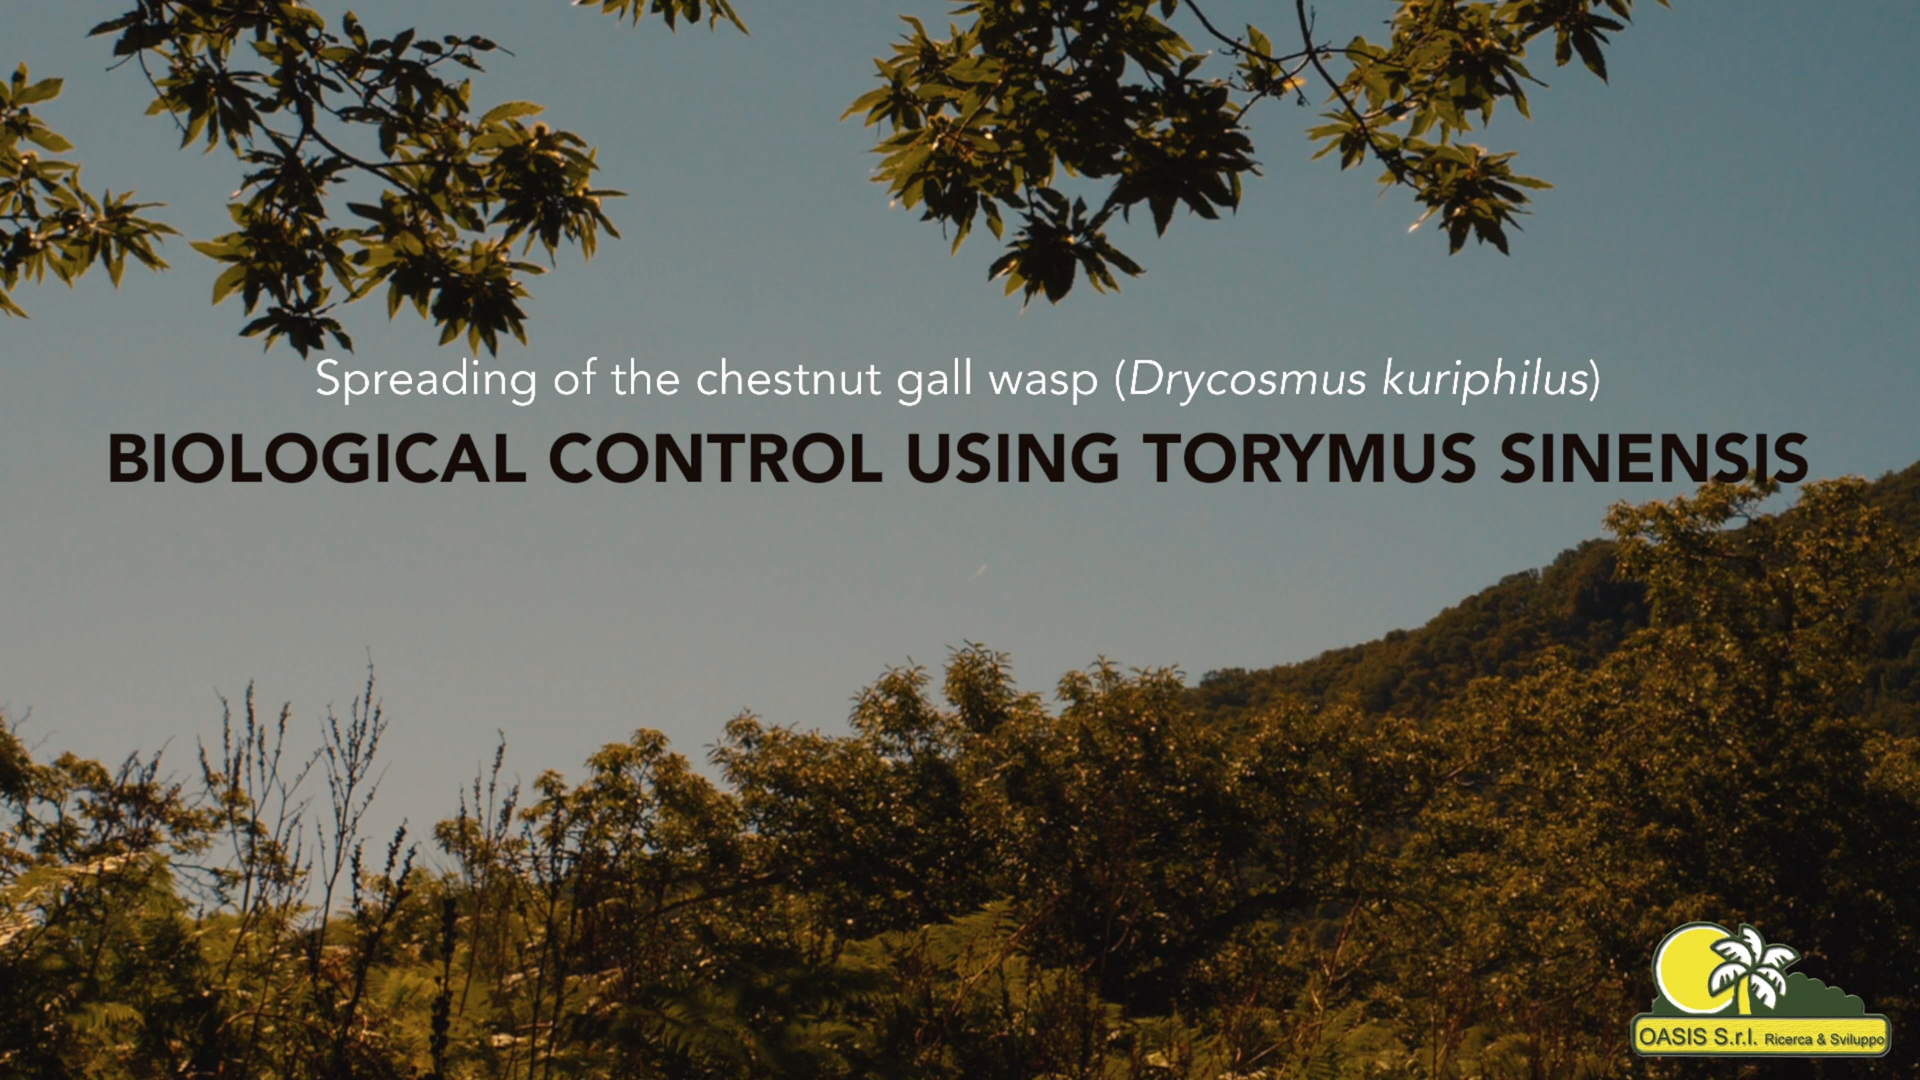 Spreading of the chestnut gall wasp (Drycosmus kuriphilus)
BIOLOGICAL CONTROL USING TORYMUS SINENSIS
OASIS S.r.l. Ricerca & Sviluppo